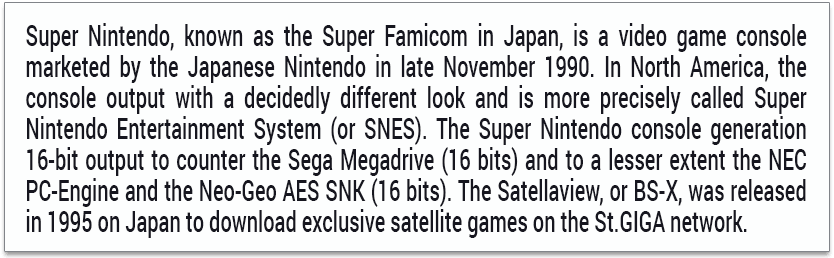 Super Nintendo, known as the Super Famicom in Japan, is a video game console
marketed by the Japanese Nintendo in late November 1990. In North America, the
console output with a decidedly different look and is more precisely called Super
Nintendo Entertainment System (or SNES). The Super Nintendo console generation
16-bit output to counter the Sega Megadrive (16 bits) and to a lesser extent the NEC
PC-Engine and the Neo-Geo AES SNK (16 bits). The Satellaview, or BS-X, was released
in 1995 on Japan to download exclusive satellite games on the St.GIGA network.